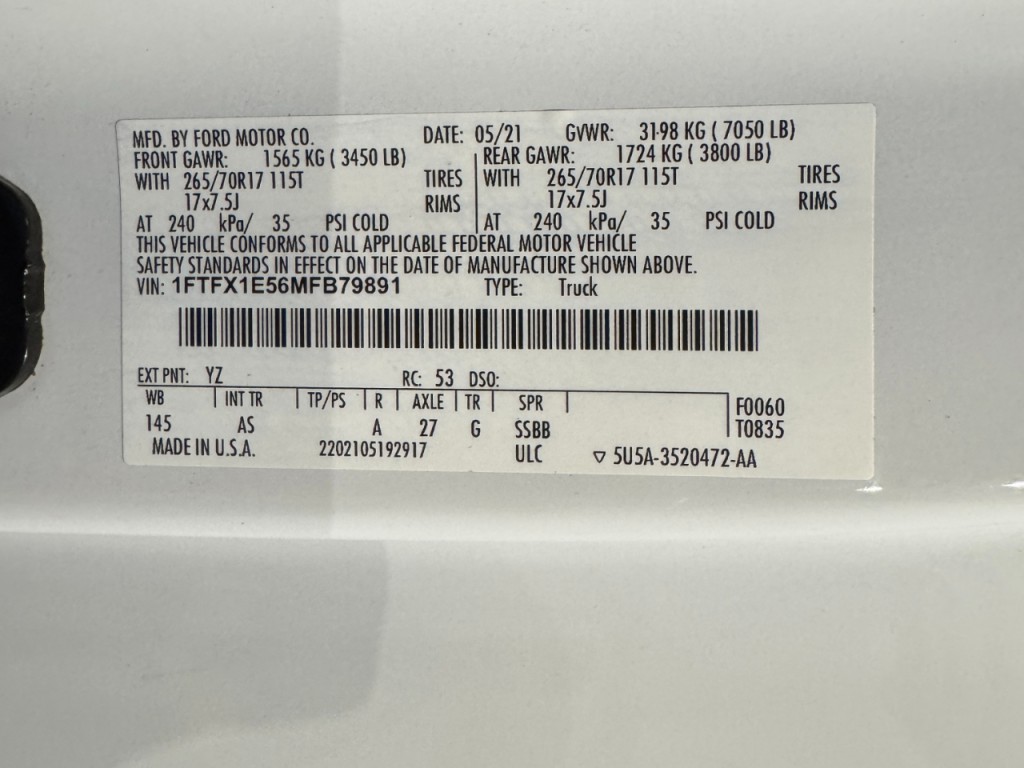 MFD. BY FORD MOTOR CO. DATE: 05/21 GVWR: 3198 KG ( 7050 LB)
FRONT GAWR: 1565 KG ( 3450 LB) REAR GAWR: 1724 KG ( 3800 LB)
WITH 265/70R17 115T TIRES WITH 265/70R17 115T TIRES
17x7.5J RIMS 17x7.5J RIMS
AT 240 kPa/ 35 PSI COLD AT 240 kPa/ 35 PSI COLD
THIS VEHICLE CONFORMS TO ALL APPLICABLE FEDERAL MOTOR VEHICLE
SAFETY STANDARDS IN EFFECT ON THE DATE OF MANUFACTURE SHOWN ABOVE.
VIN: 1FTFX1E56MFB79891 TYPE: Truck
EXT PNT: YZ RC: 53 DSO:
WB INT TR TP/PS R AXLE TR SPR F0060
145 AS A 27 G SSBB T0835
MADE IN U.S.A. 2202105192917 ULC ▽ 5U5A-3520472-AA